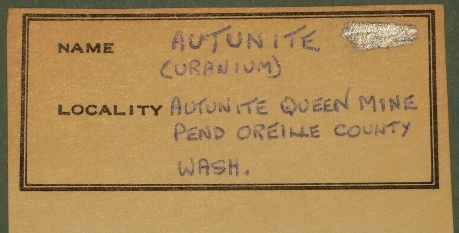 NAME AUTUNITE
(URANIUM)
LOCALITY AUTUNITE QUEEN MINE
PEND OREILLE COUNTY
WASH.